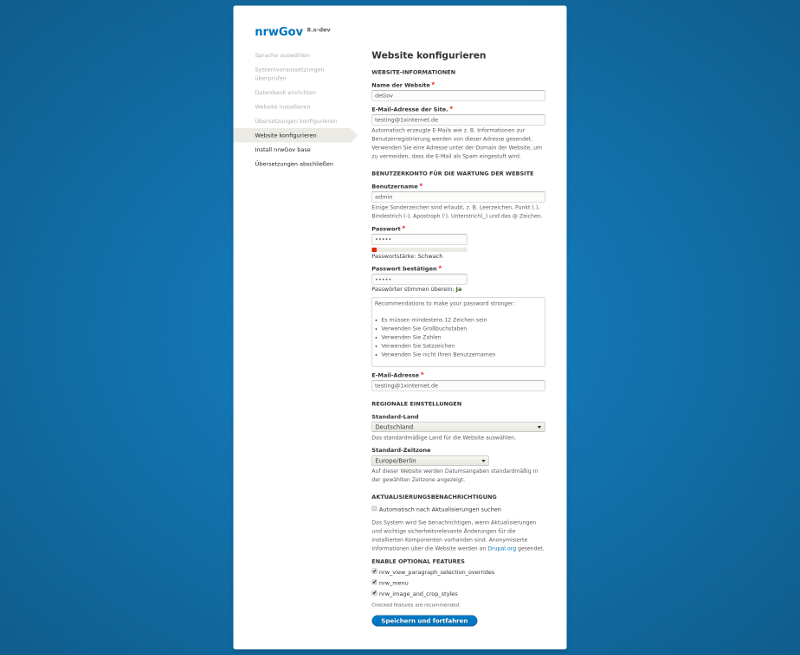 nrwGov 8.x-dev
Sprache auswählen
Systemvoraussetzungen
überprüfen
Datenbank einrichten
Website installieren
Übersetzungen konfigurieren
Website konfigurieren
Install nrwGov base
Übersetzungen abschließen
Website konfigurieren
WEBSITE-INFORMATIONEN
Name der Website *
deGov
E-Mail-Adresse der Site. *
testing@1xinternet.de
Automatisch erzeugte E-Mails wie z. B. Informationen zur
Benutzerregistrierung werden von dieser Adresse gesendet.
Verwenden Sie eine Adresse unter der Domain der Website, um
zu vermeiden, dass die E-Mail als Spam eingestuft wird.
BENUTZERKONTO FÜR DIE WARTUNG DER WEBSITE
Benutzername *
admin
Einige Sonderzeichen sind erlaubt, z. B. Leerzeichen, Punkt (.),
Bindestrich (-), Apostroph ('), Unterstrich(_) und das @ Zeichen.
Passwort *
•••••
Passwortstärke: Schwach
Passwort bestätigen *
•••••
Passwörter stimmen überein: Ja
Recommendations to make your password stronger:
• Es müssen mindestens 12 Zeichen sein
• Verwenden Sie Großbuchstaben
• Verwenden Sie Zahlen
• Verwenden Sie Satzzeichen
• Verwenden Sie nicht Ihren Benutzernamen
E-Mail-Adresse *
testing@1xinternet.de
REGIONALE EINSTELLUNGEN
Standard-Land
Deutschland
Das standardmäßige Land für die Website auswählen.
Standard-Zeitzone
Europe/Berlin
Auf dieser Website werden Datumsangaben standardmäßig in
der gewählten Zeitzone angezeigt.
AKTUALISIERUNGSBENACHRICHTIGUNG
Automatisch nach Aktualisierungen suchen
Das System wird Sie benachrichtigen, wenn Aktualisierungen
und wichtige sicherheitsrelevante Änderungen für die
installierten Komponenten vorhanden sind. Anonymisierte
Informationen über die Website werden an Drupal.org gesendet.
ENABLE OPTIONAL FEATURES
nrw_view_paragraph_selection_overrides
nrw_menu
nrw_image_and_crop_styles
Checked features are recommended.
Speichern und fortfahren